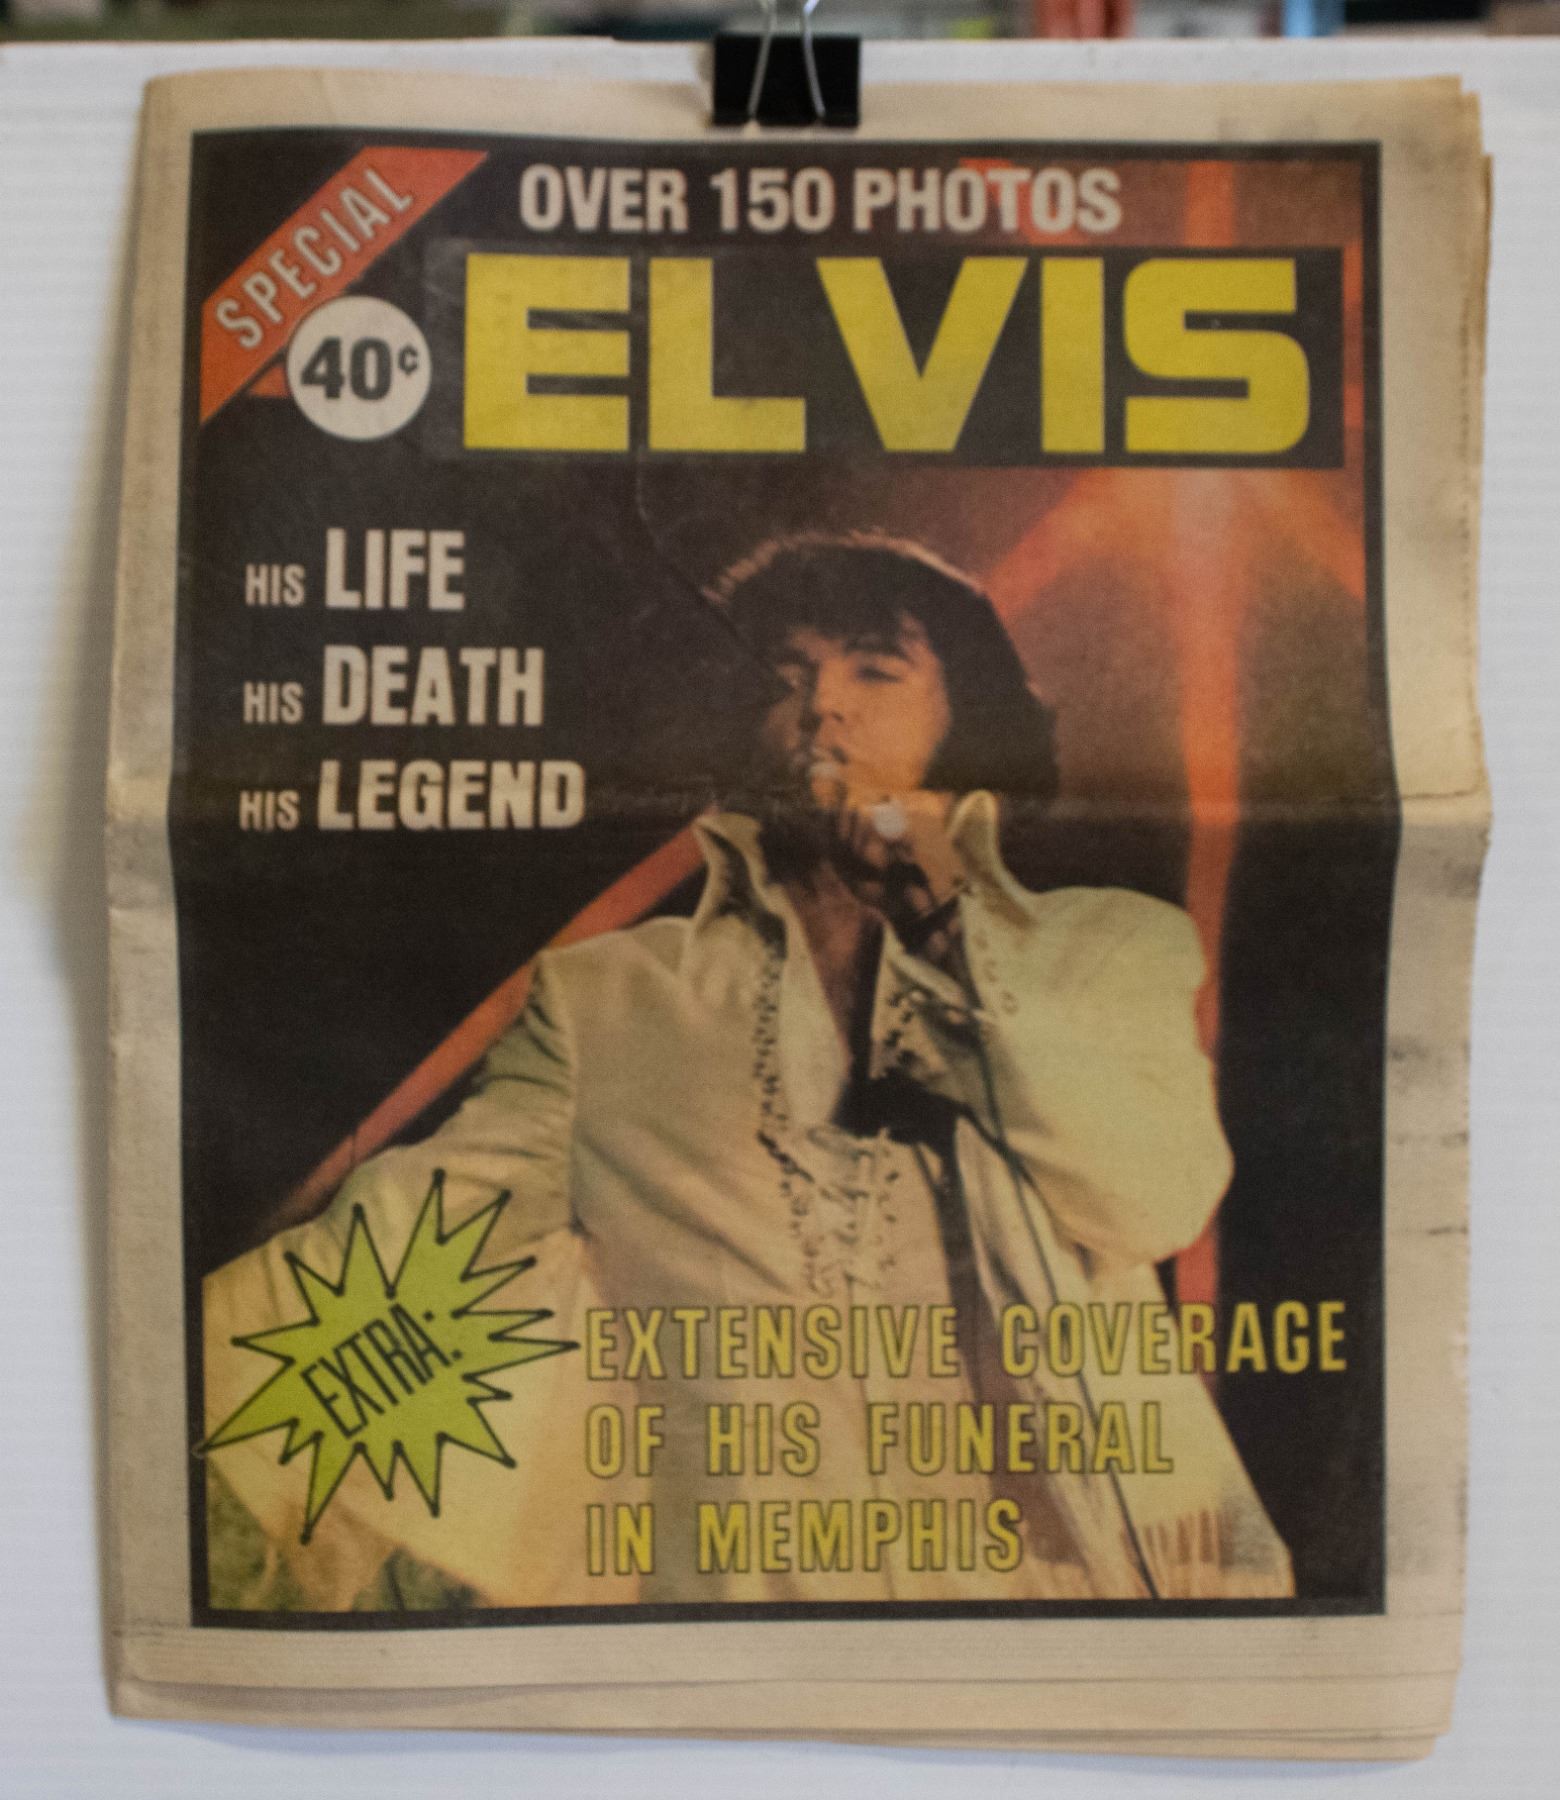 SPECIAL
OVER 150 PHOTOS
40¢
ELVIS
HIS LIFE
HIS DEATH
HIS LEGEND
EXTRA:
EXTENSIVE COVERAGE
OF HIS FUNERAL
IN MEMPHIS